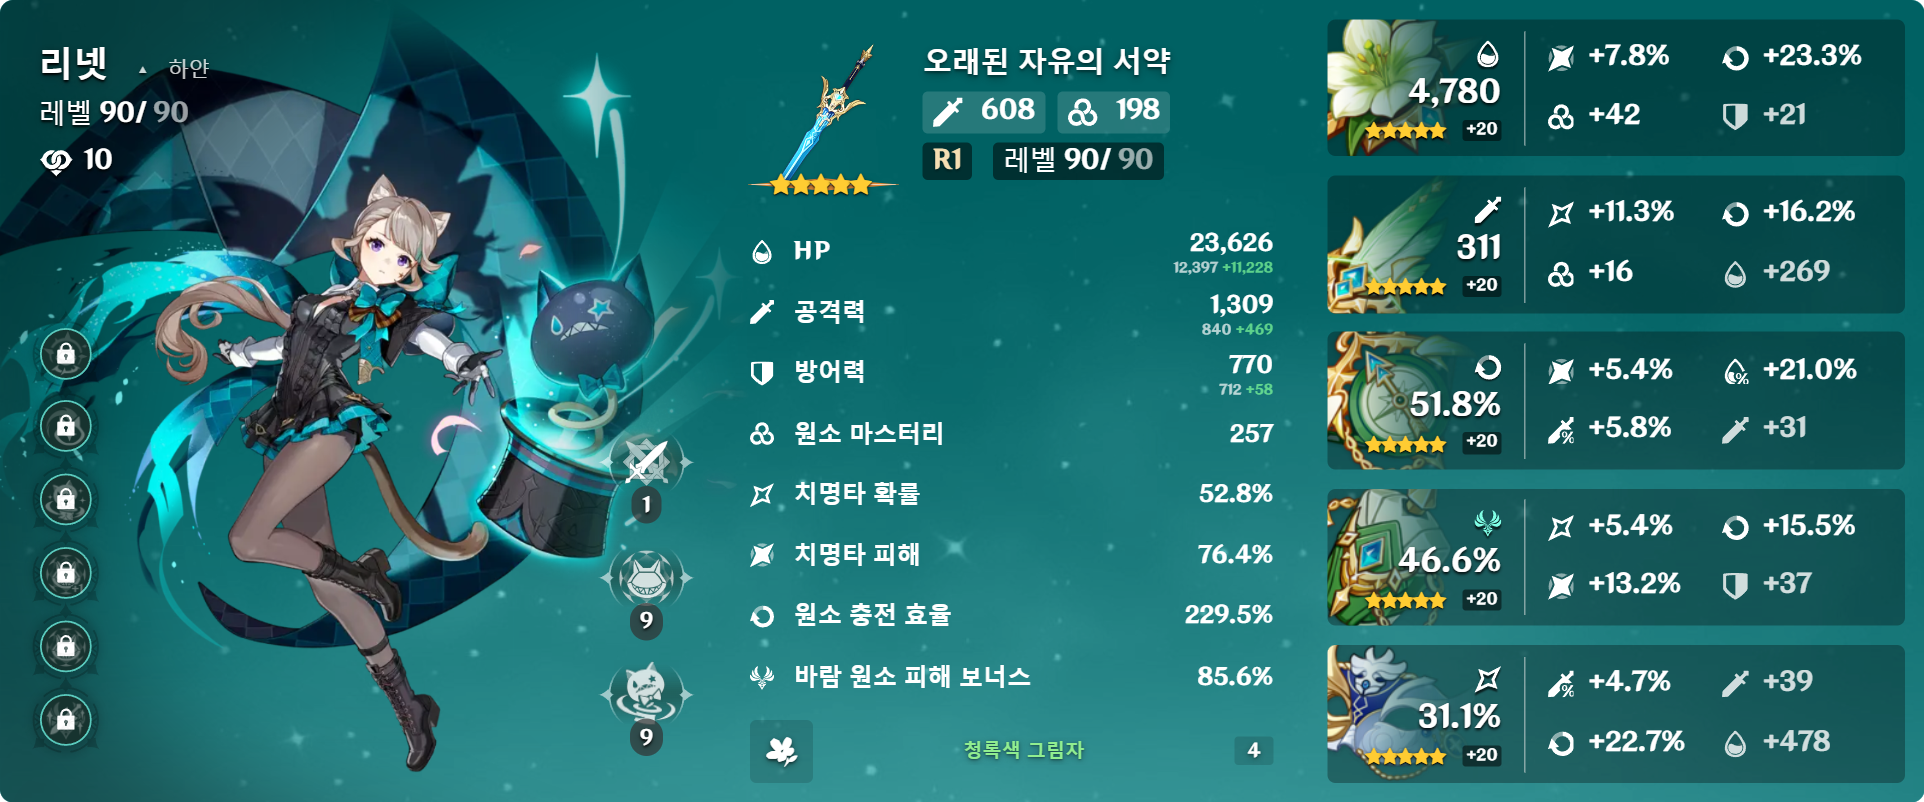 리넷 ▲ 하얀
레벨 90/ 90
10
1
9
9
오래된 자유의 서약
608 198
R1 레벨 90/ 90
HP 23,626
12,397 +11,228
공격력 1,309
840 +469
방어력 770
712 +58
원소 마스터리 257
치명타 확률 52.8%
치명타 피해 76.4%
원소 충전 효율 229.5%
바람 원소 피해 보너스 85.6%
청록색 그림자 4
4,780
+20
+7.8% +23.3%
+42 +21
311
+20
+11.3% +16.2%
+16 +269
51.8%
+20
+5.4% +21.0%
+5.8% +31
46.6%
+20
+5.4% +15.5%
+13.2% +37
31.1%
+20
+4.7% +39
+22.7% +478